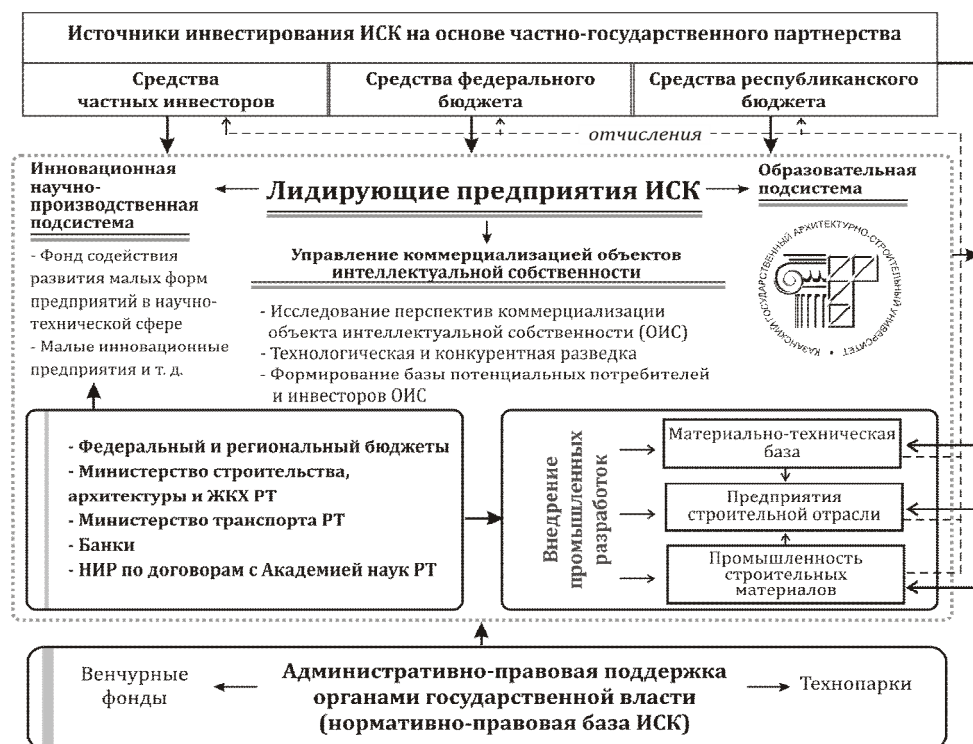 Источники инвестирования ИСК на основе частно-государственного партнерства
Средства
частных инвесторов
Средства федерального
бюджета
Средства республиканского
бюджета
отчисления
Инновационная
научно-
производственная
подсистема
Лидирующие предприятия ИСК
Образовательная
подсистема
- Фонд содействия
развития малых форм
предприятий в научно-
технической сфере
- Малые инновационные
предприятия и т. д.
Управление коммерциализацией объектов
интеллектуальной собственности
- Исследование перспектив коммерциализации
объекта интеллектуальной собственности (ОИС)
- Технологическая и конкурентная разведка
- Формирование базы потенциальных потребителей
и инвесторов ОИС
КАЗАНСКИЙ ГОСУДАРСТВЕННЫЙ АРХИТЕКТУРНО-СТРОИТЕЛЬНЫЙ УНИВЕРСИТЕТ
- Федеральный и региональный бюджеты
- Министерство строительства,
архитектуры и ЖКХ РТ
- Министерство транспорта РТ
- Банки
- НИР по договорам с Академией наук РТ
Внедрение
промышленных
разработок
Материально-техническая
база
Предприятия
строительной отрасли
Промышленность
строительных
материалов
Венчурные
фонды
Административно-правовая поддержка
органами государственной власти
(нормативно-правовая база ИСК)
Технопарки